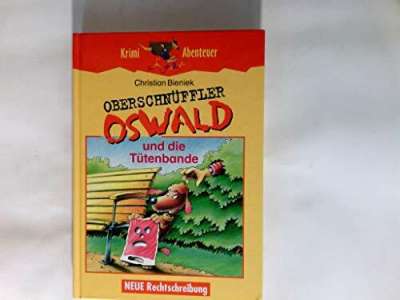 Krimi Abenteuer
Christian Bieniek
OBERSCHNÜFFLER
OSWALD
und die
Tütenbande
NEUE Rechtschreibung